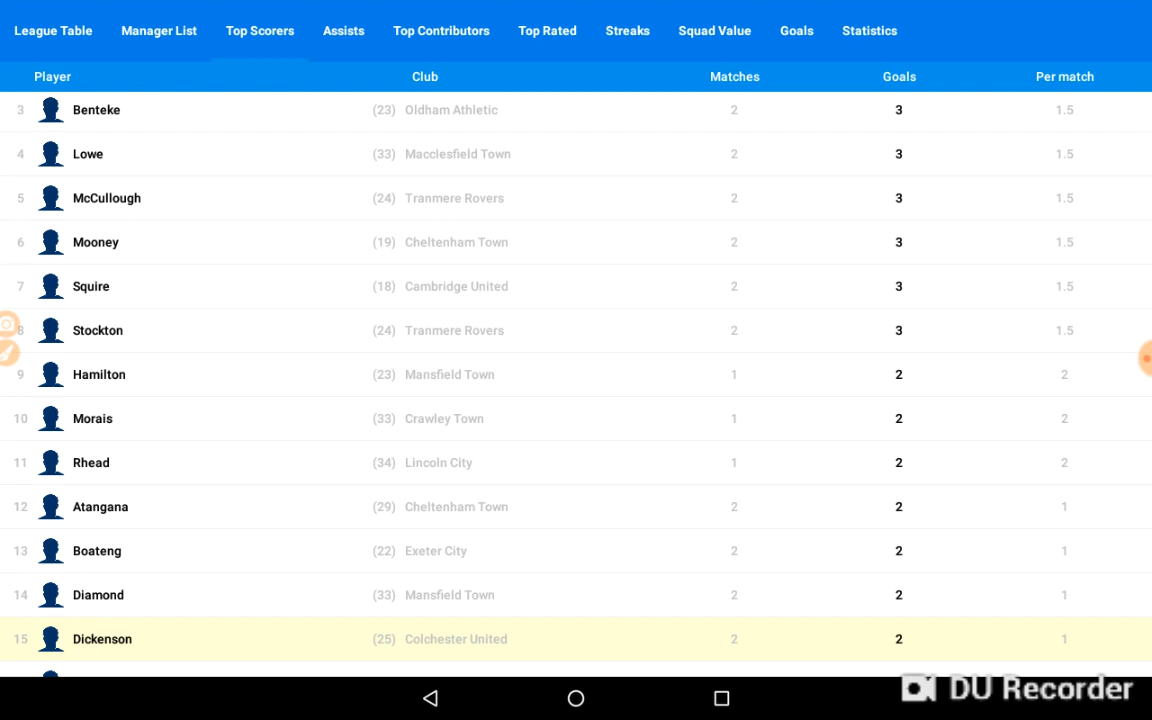 League Table Manager List Top Scorers Assists Top Contributors Top Rated Streaks Squad Value Goals Statistics
Player Club Matches Goals Per match
3 Benteke (23) Oldham Athletic 2 3 1.5
4 Lowe (33) Macclesfield Town 2 3 1.5
5 McCullough (24) Tranmere Rovers 2 3 1.5
6 Mooney (19) Cheltenham Town 2 3 1.5
7 Squire (18) Cambridge United 2 3 1.5
8 Stockton (24) Tranmere Rovers 2 3 1.5
9 Hamilton (23) Mansfield Town 1 2 2
10 Morais (33) Crawley Town 1 2 2
11 Rhead (34) Lincoln City 1 2 2
12 Atangana (29) Cheltenham Town 2 2 1
13 Boateng (22) Exeter City 2 2 1
14 Diamond (33) Mansfield Town 2 2 1
15 Dickenson (25) Colchester United 2 2 1
DU Recorder